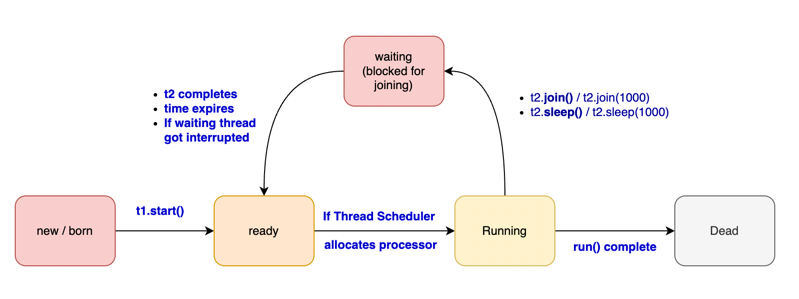 waiting
(blocked for
joining)
• t2 completes
• time expires
• If waiting thread
got interrupted
• t2.join() / t2.join(1000)
• t2.sleep() / t2.sleep(1000)
new / born
t1.start()
ready
If Thread Scheduler
allocates processor
Running
run() complete
Dead